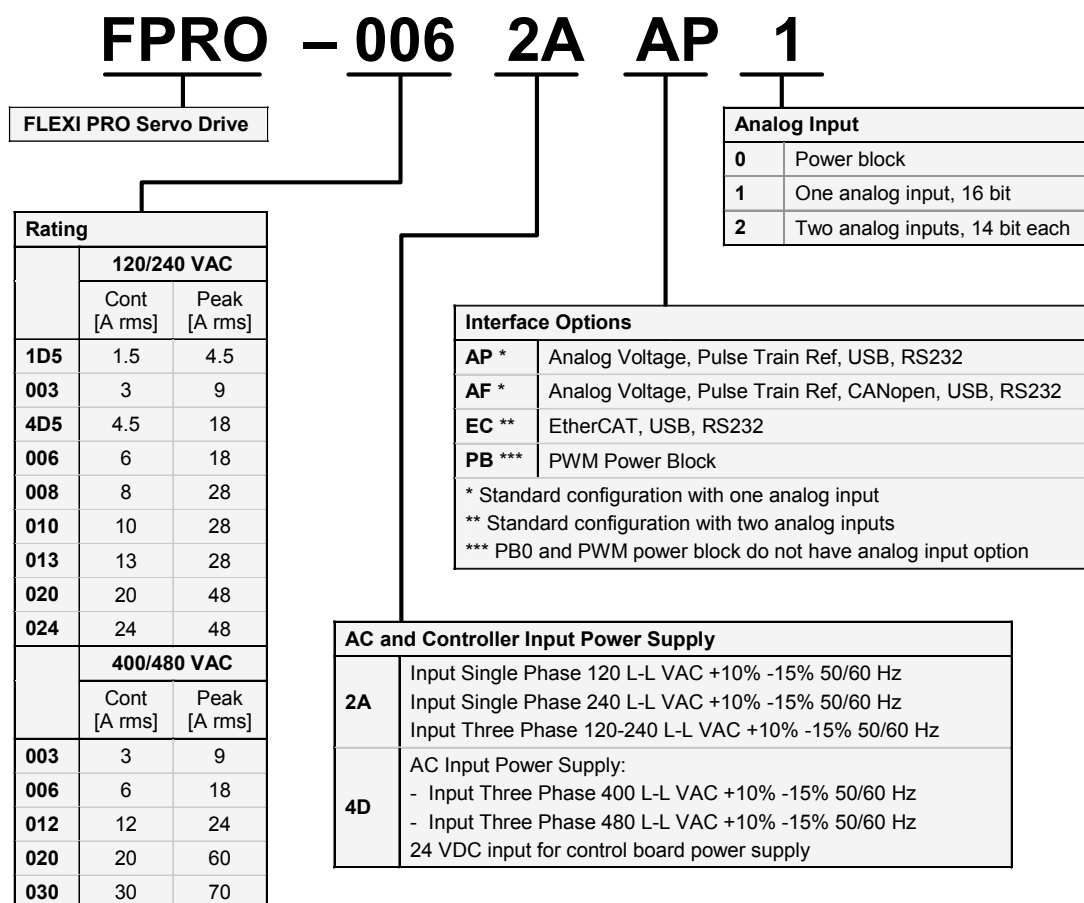 FPRO – 006 2A AP 1
FLEXI PRO Servo Drive
Analog Input
0 Power block
1 One analog input, 16 bit
2 Two analog inputs, 14 bit each
Rating
120/240 VAC
Cont [A rms] Peak [A rms]
1D5 1.5 4.5
003 3 9
4D5 4.5 18
006 6 18
008 8 28
010 10 28
013 13 28
020 20 48
024 24 48
400/480 VAC
Cont [A rms] Peak [A rms]
003 3 9
006 6 18
012 12 24
020 20 60
030 30 70
Interface Options
AP * Analog Voltage, Pulse Train Ref, USB, RS232
AF * Analog Voltage, Pulse Train Ref, CANopen, USB, RS232
EC ** EtherCAT, USB, RS232
PB *** PWM Power Block
* Standard configuration with one analog input
** Standard configuration with two analog inputs
*** PB0 and PWM power block do not have analog input option
AC and Controller Input Power Supply
2A
Input Single Phase 120 L-L VAC +10% -15% 50/60 Hz
Input Single Phase 240 L-L VAC +10% -15% 50/60 Hz
Input Three Phase 120-240 L-L VAC +10% -15% 50/60 Hz
4D
AC Input Power Supply:
- Input Three Phase 400 L-L VAC +10% -15% 50/60 Hz
- Input Three Phase 480 L-L VAC +10% -15% 50/60 Hz
24 VDC input for control board power supply